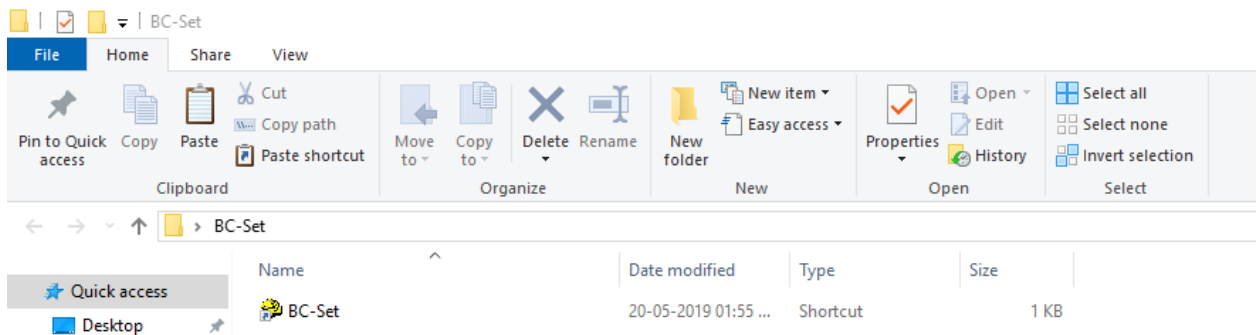 BC-Set
File Home Share View
Pin to Quick access
Copy
Paste
Cut
Copy path
Paste shortcut
Clipboard
Move to
Copy to
Delete
Rename
Organize
New folder
New item
Easy access
New
Properties
Open
Edit
History
Open
Select all
Select none
Invert selection
Select
BC-Set
Name Date modified Type Size
Quick access
BC-Set 20-05-2019 01:55 ... Shortcut 1 KB
Desktop